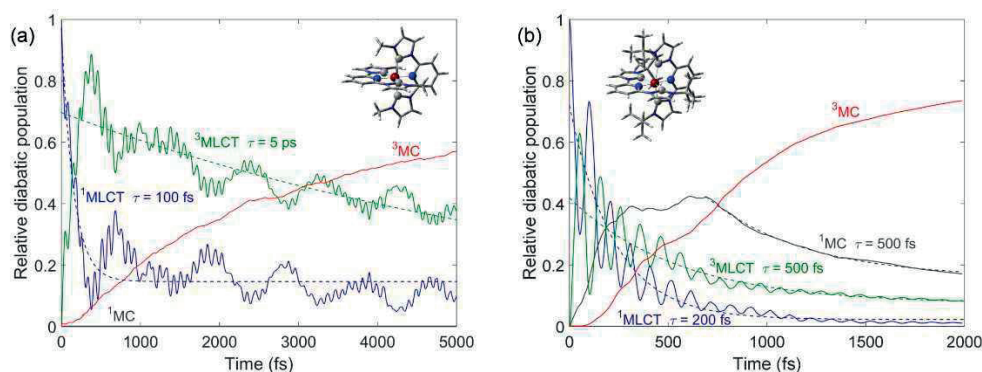 (a)
Relative diabatic population
1
0.8
0.6
0.4
0.2
0
³MLCT τ = 5 ps
³MC
¹MLCT τ = 100 fs
¹MC
0 1000 2000 3000 4000 5000
Time (fs)
(b)
Relative diabatic population
1
0.8
0.6
0.4
0.2
0
³MC
¹MC τ = 500 fs
³MLCT τ = 500 fs
¹MLCT τ = 200 fs
0 500 1000 1500 2000
Time (fs)